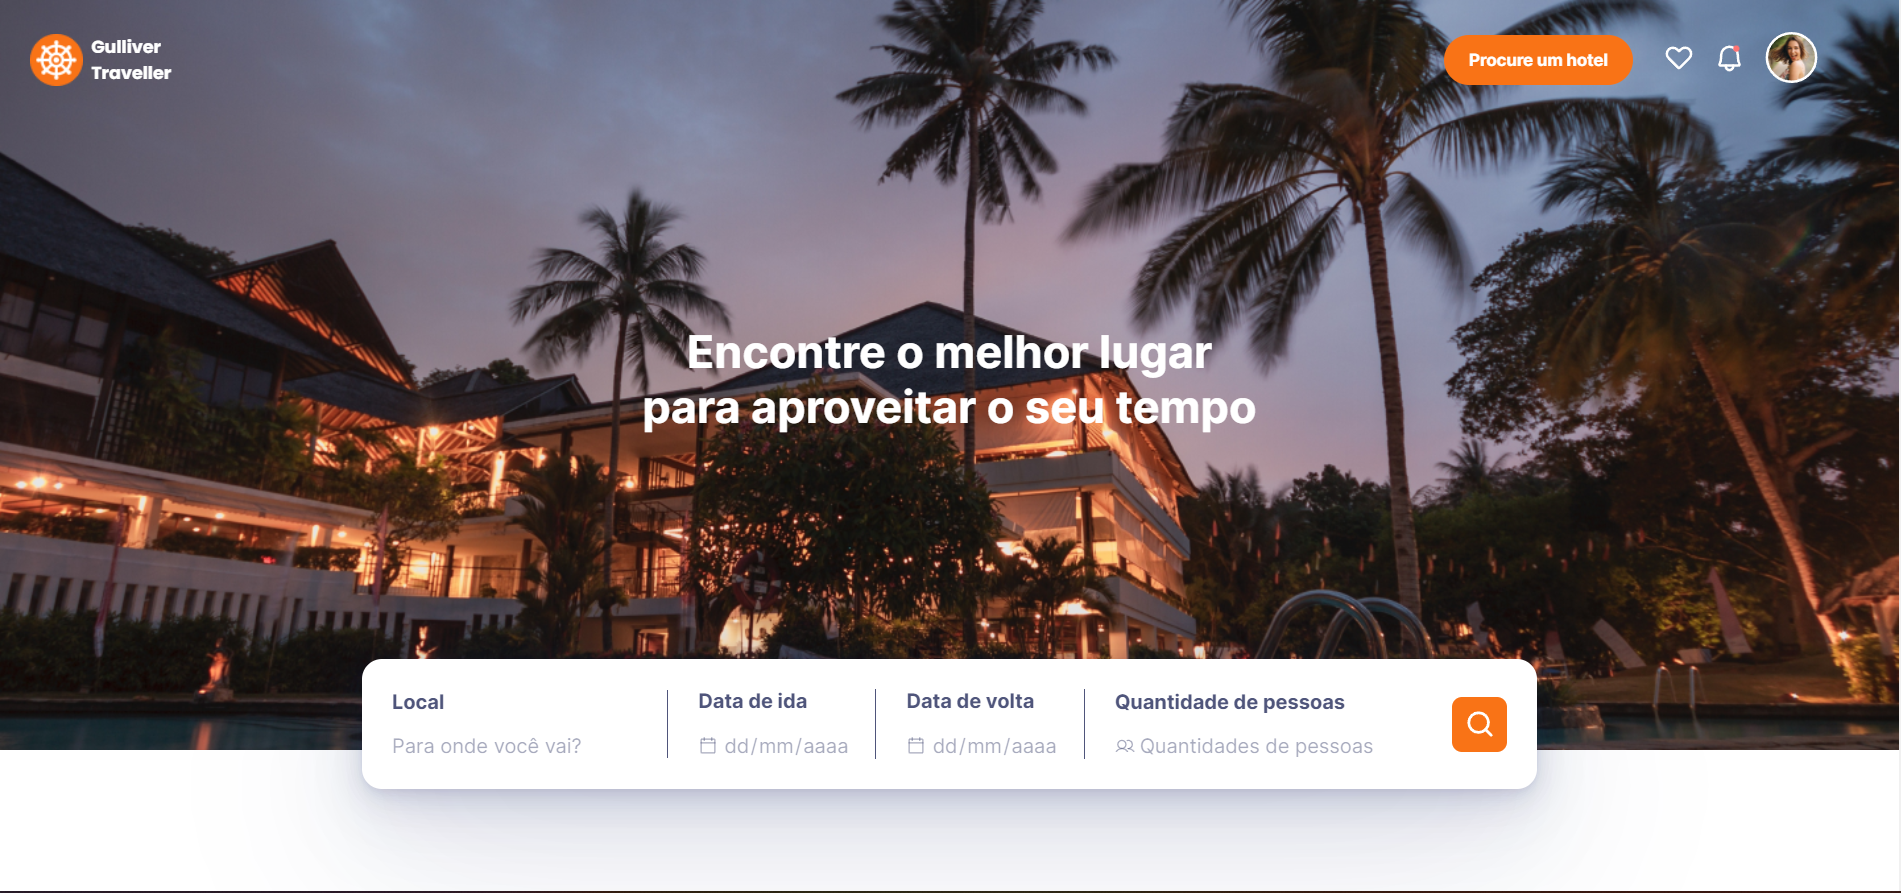 Gulliver
Traveller
Procure um hotel
Encontre o melhor lugar
para aproveitar o seu tempo
Local
Para onde você vai?
Data de ida
dd/mm/aaaa
Data de volta
dd/mm/aaaa
Quantidade de pessoas
Quantidades de pessoas